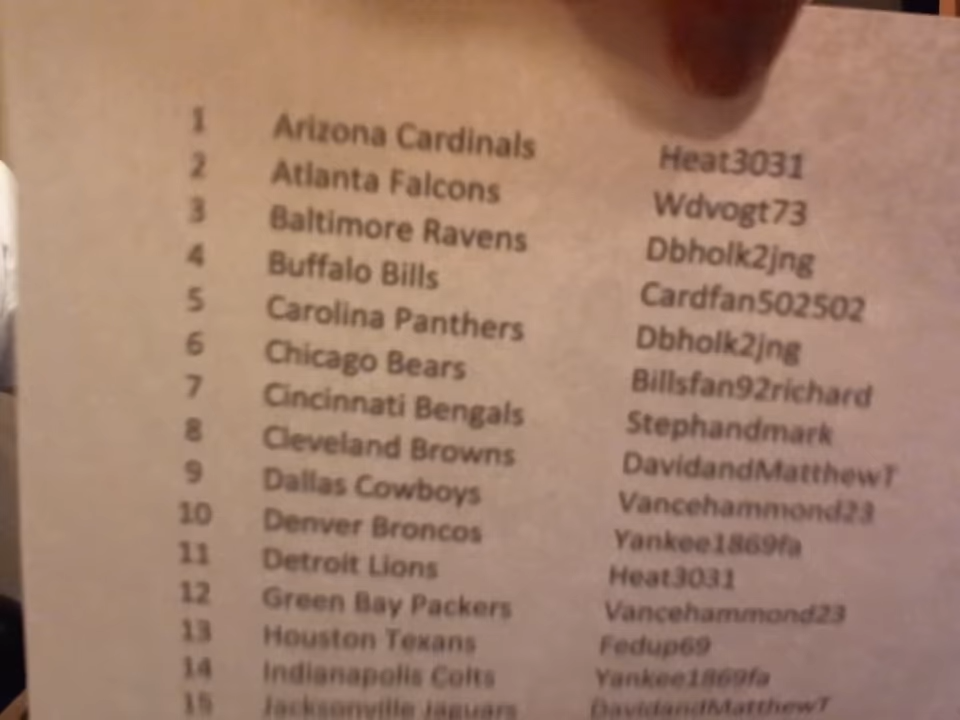 1 Arizona Cardinals Heat3031
2 Atlanta Falcons Wdvogt73
3 Baltimore Ravens Dbholk2jng
4 Buffalo Bills Cardfan502502
5 Carolina Panthers Dbholk2jng
6 Chicago Bears Billsfan92richard
7 Cincinnati Bengals Stephandmark
8 Cleveland Browns DavidandMatthewT
9 Dallas Cowboys Vancehammond23
10 Denver Broncos Yankee1869fa
11 Detroit Lions Heat3031
12 Green Bay Packers Vancehammond23
13 Houston Texans Fedup69
14 Indianapolis Colts Yankee1869fa
15 Jacksonville Jaguars DavidandMatthewT